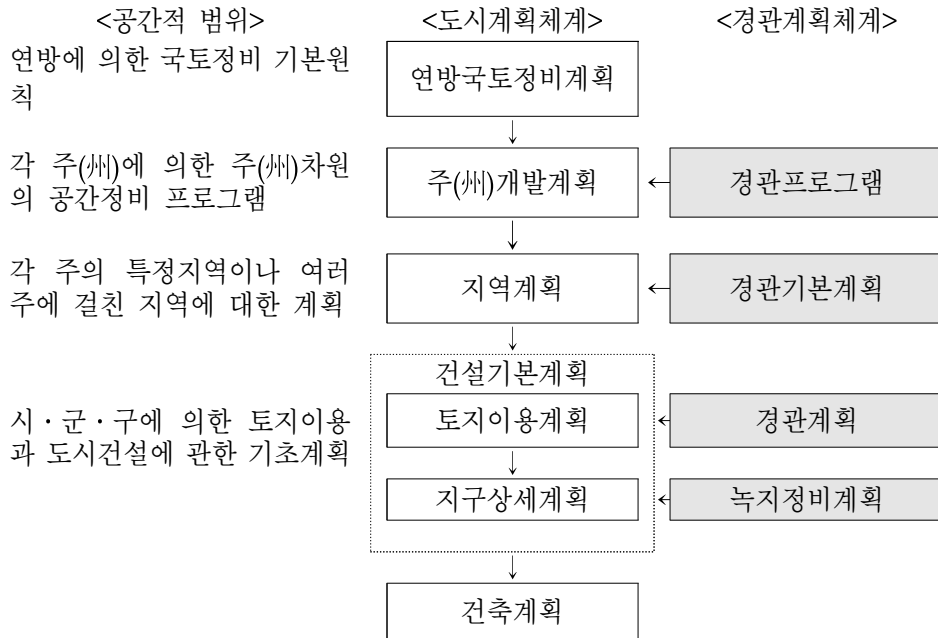 <공간적 범위> <도시계획체계> <경관계획체계>
연방에 의한 국토정비 기본원
칙
연방국토정비계획
각 주(州)에 의한 주(州)차원
의 공간정비 프로그램
주(州)개발계획
경관프로그램
각 주의 특정지역이나 여러
주에 걸친 지역에 대한 계획
지역계획
경관기본계획
건설기본계획
시・군・구에 의한 토지이용
과 도시건설에 관한 기초계획
토지이용계획
경관계획
지구상세계획
녹지정비계획
건축계획